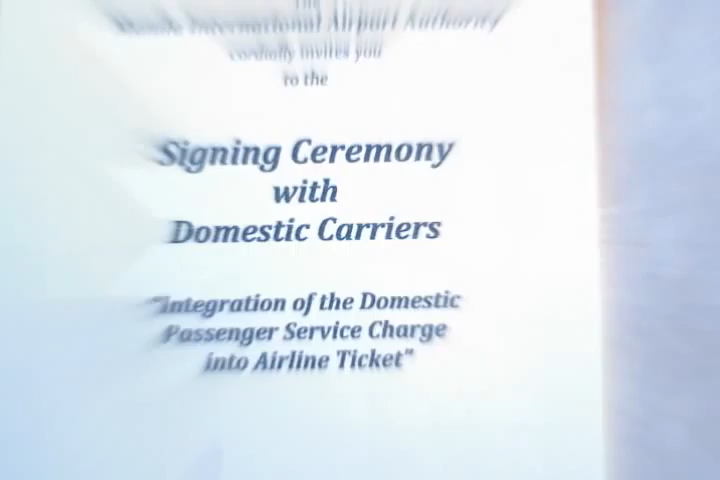 The
International Airport Authority
cordially invites you
to the
Signing Ceremony
with
Domestic Carriers
"Integration of the Domestic
Passenger Service Charge
into Airline Ticket"